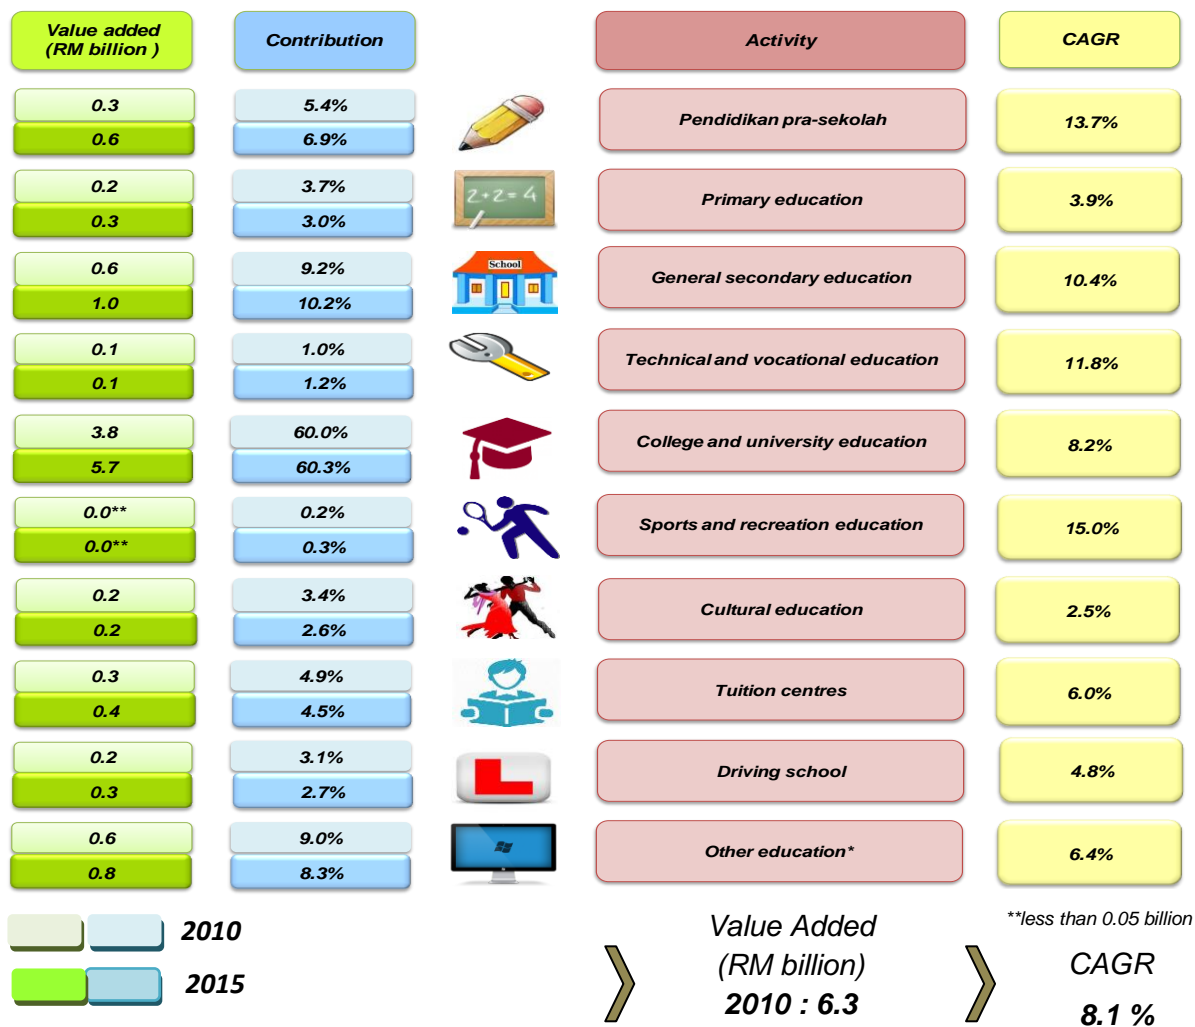 Value added
(RM billion )
Contribution
Activity
CAGR
0.3
5.4%
0.6
6.9%
Pendidikan pra-sekolah
13.7%
0.2
3.7%
0.3
3.0%
2+2=4
Primary education
3.9%
0.6
9.2%
1.0
10.2%
School
General secondary education
10.4%
0.1
1.0%
0.1
1.2%
Technical and vocational education
11.8%
3.8
60.0%
5.7
60.3%
College and university education
8.2%
0.0**
0.2%
0.0**
0.3%
Sports and recreation education
15.0%
0.2
3.4%
0.2
2.6%
Cultural education
2.5%
0.3
4.9%
0.4
4.5%
Tuition centres
6.0%
0.2
3.1%
0.3
2.7%
Driving school
4.8%
0.6
9.0%
0.8
8.3%
Other education*
6.4%
2010
2015
Value Added
(RM billion)
2010 : 6.3
**less than 0.05 billion
CAGR
8.1 %